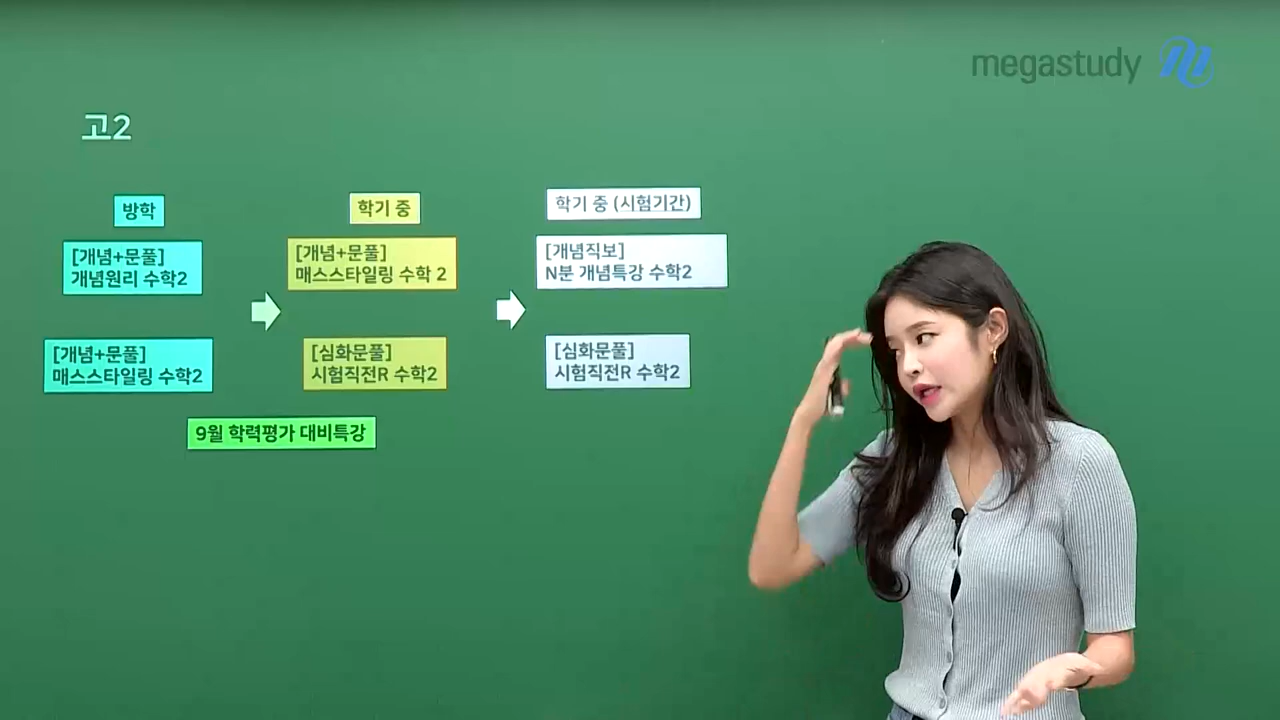 megastudy
고2
방학
[개념+문풀]
개념원리 수학2
[개념+문풀]
매스스타일링 수학2
학기 중
[개념+문풀]
매스스타일링 수학 2
[심화문풀]
시험직전R 수학2
학기 중 (시험기간)
[개념직보]
N분 개념특강 수학2
[심화문풀]
시험직전R 수학2
9월 학력평가 대비특강